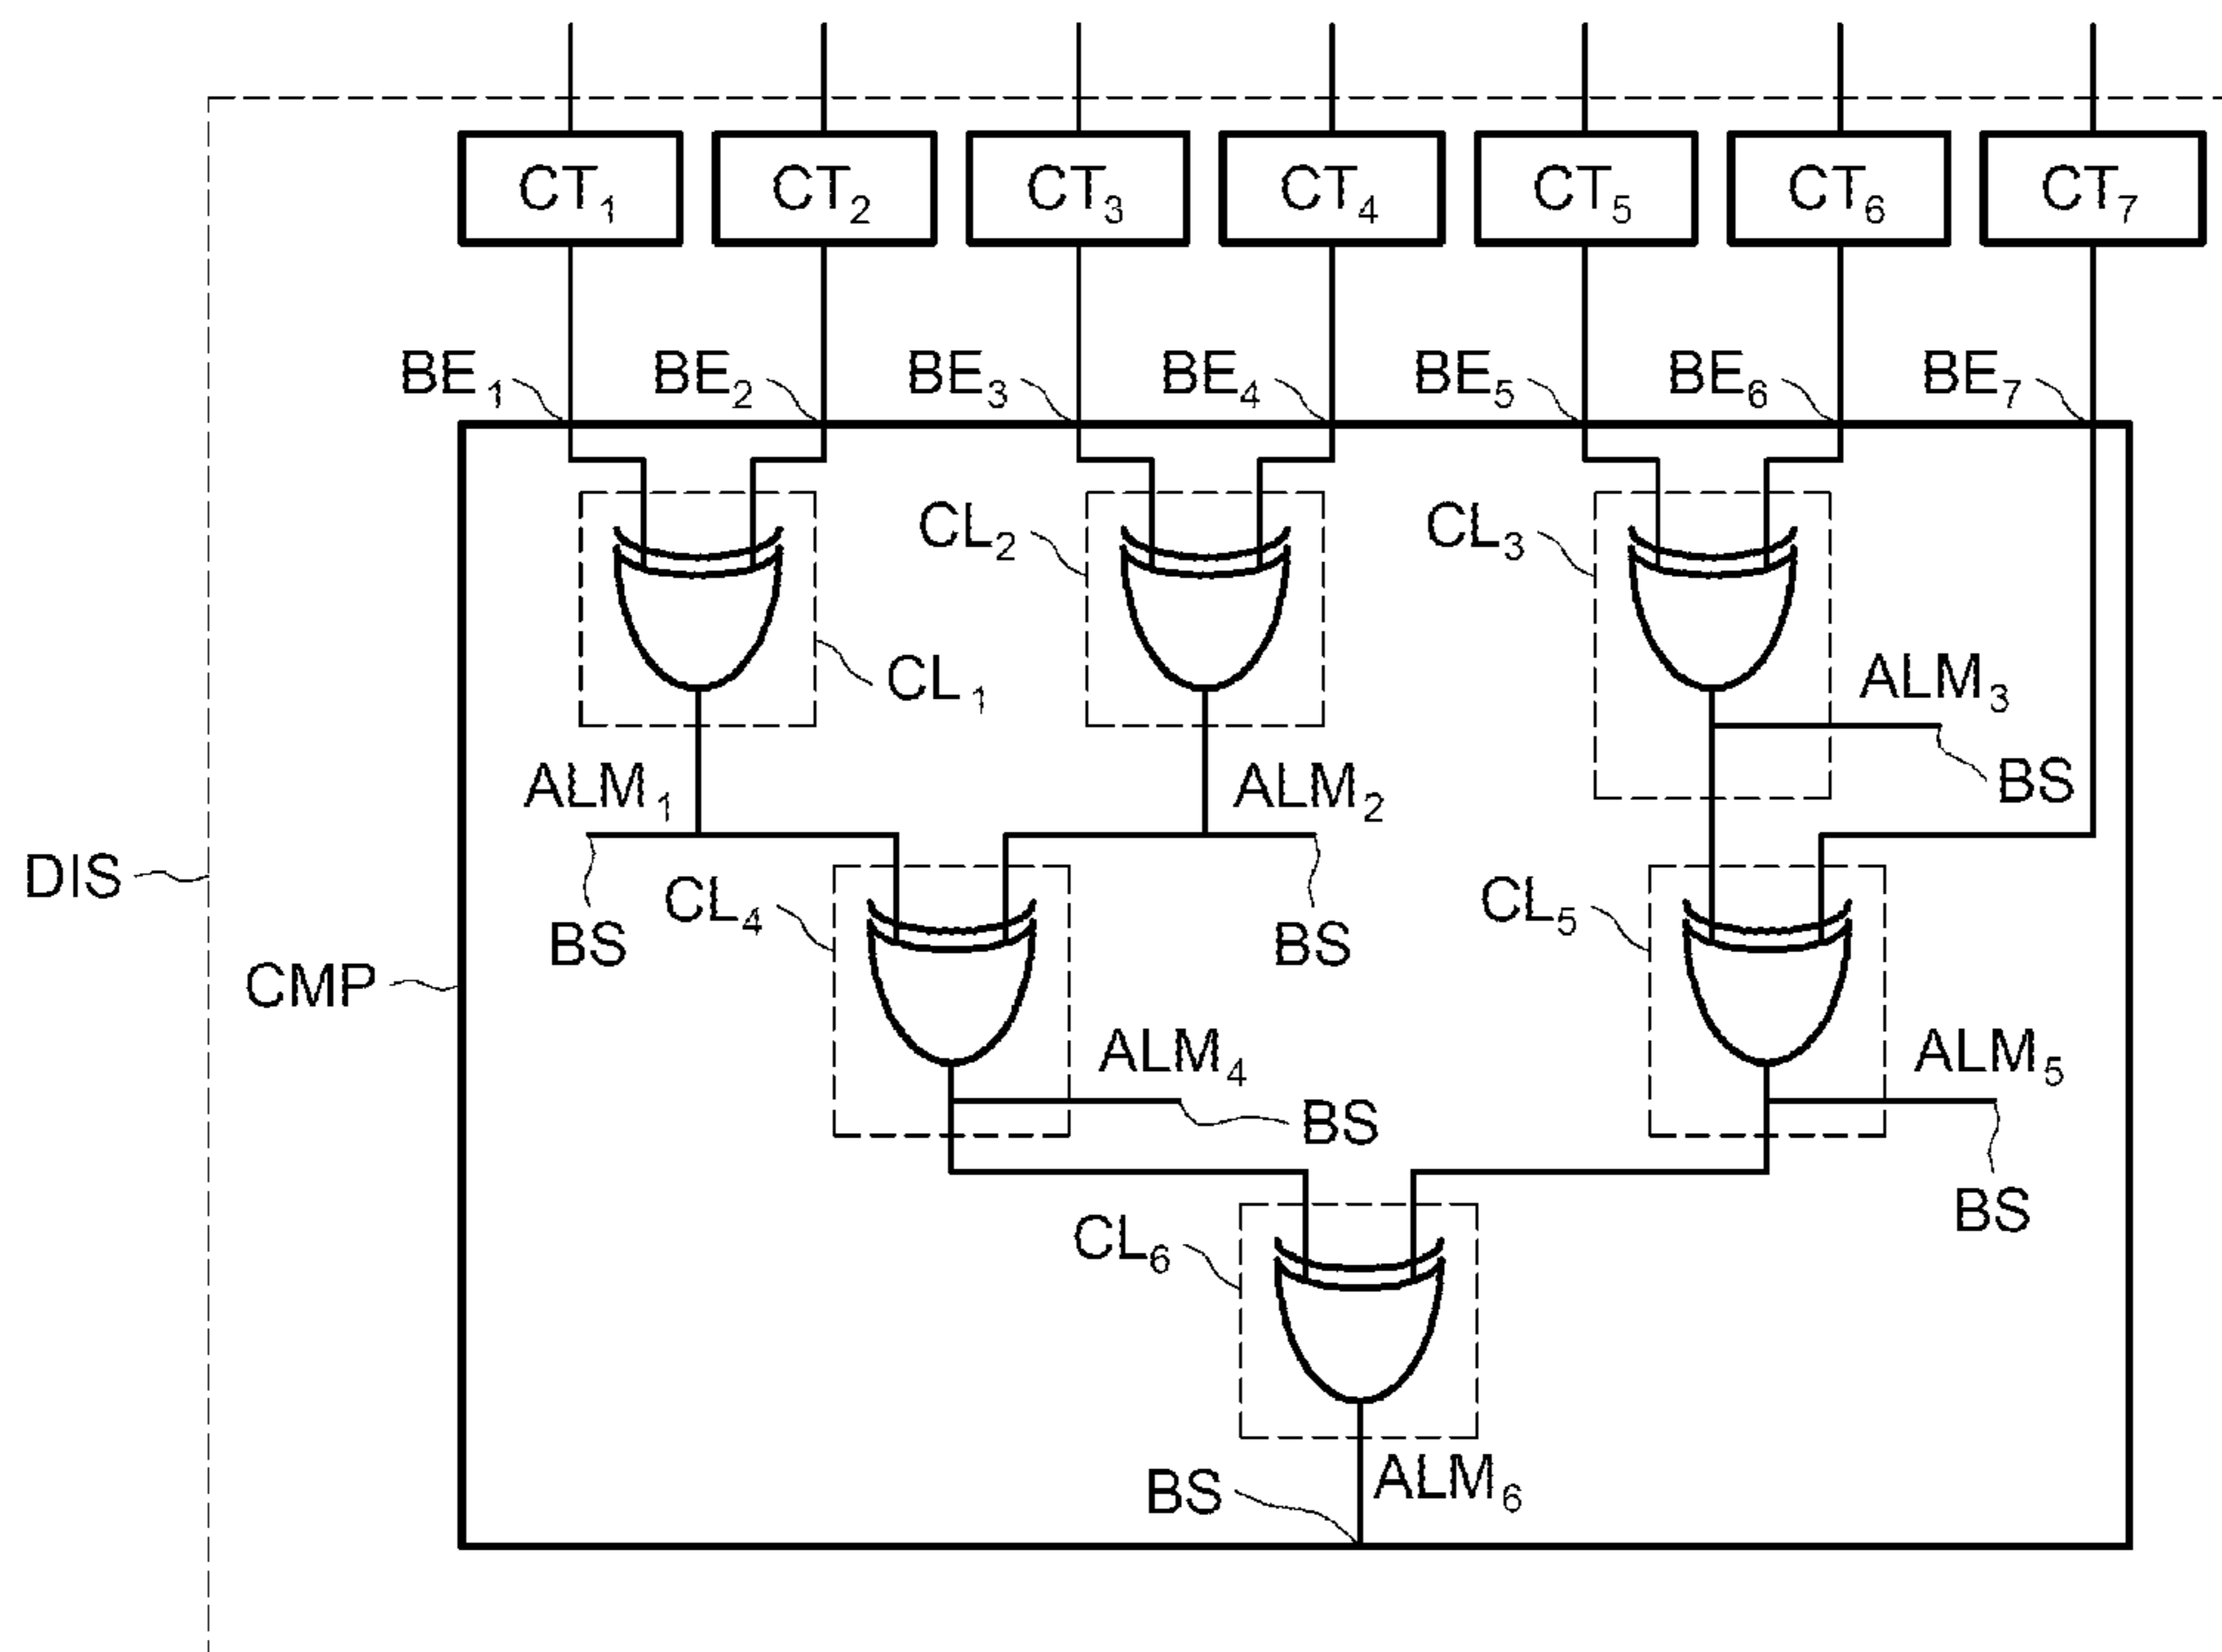 CT1 CT2 CT3 CT4 CT5 CT6 CT7
BE1 BE2 BE3 BE4 BE5 BE6 BE7
CL2 CL3
CL1 ALM3
BS
ALM1 ALM2
DIS CL4 CL5
BS BS
CMP
ALM4 ALM5
BS
BS
CL6
BS ALM6